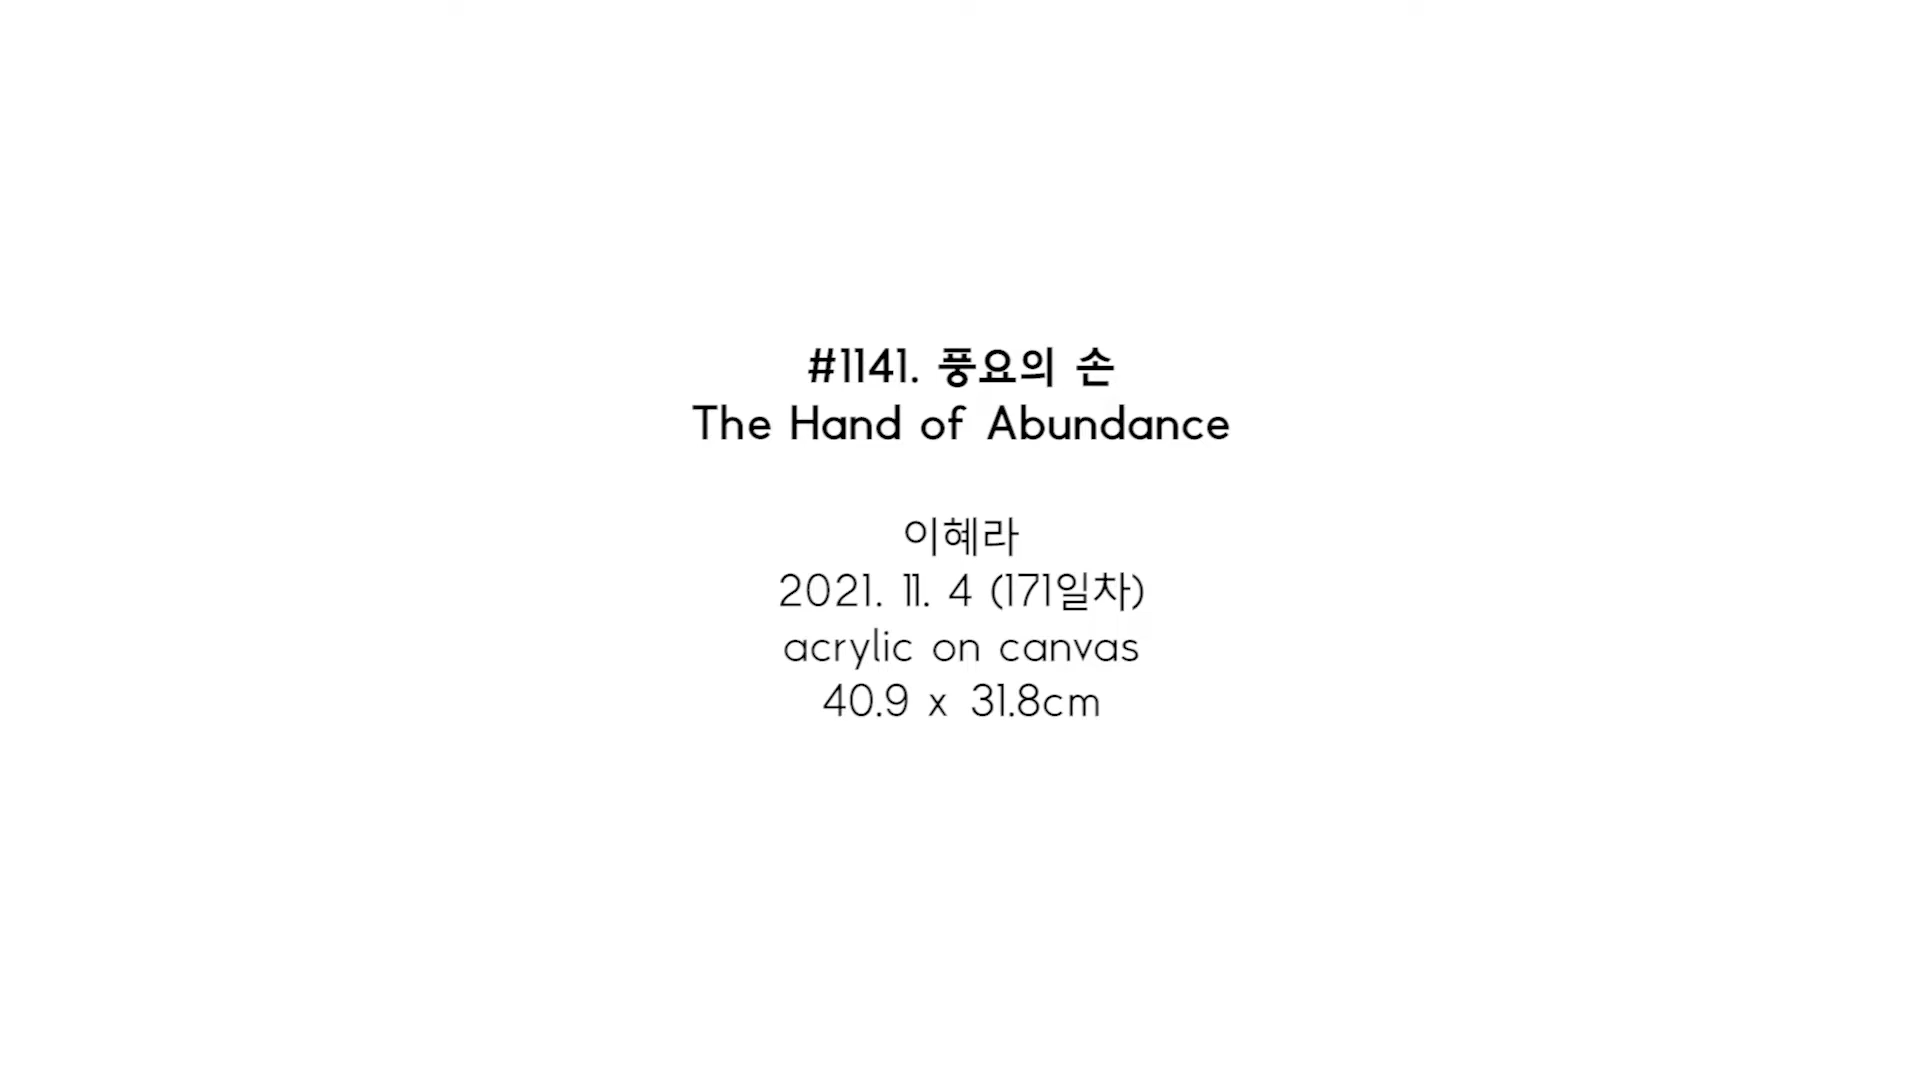 #1141. 풍요의 손
The Hand of Abundance
이혜라
2021. 11. 4 (171일차)
acrylic on canvas
40.9 x 31.8cm